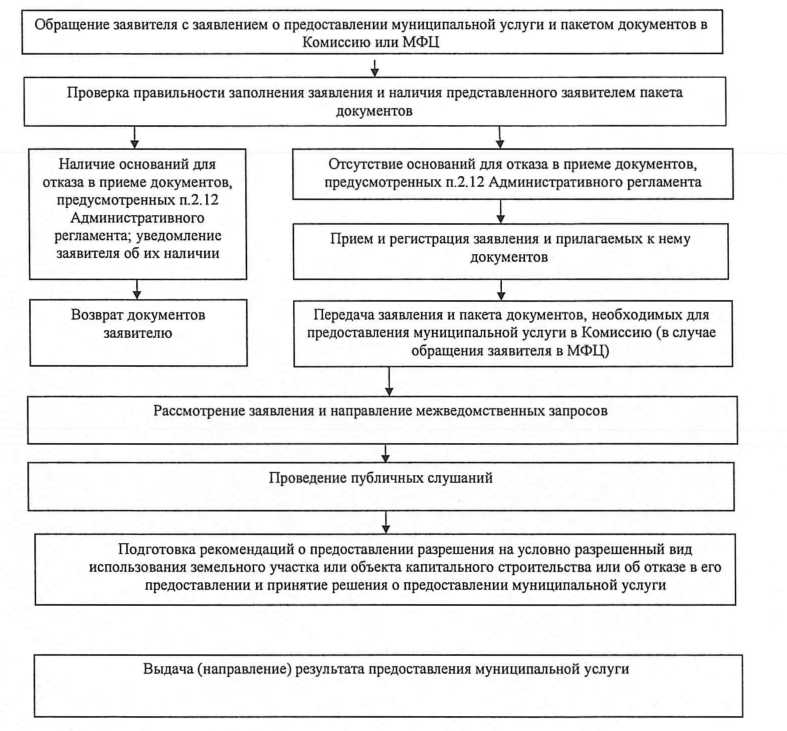 Обращение заявителя с заявлением о предоставлении муниципальной услуги и пакетом документов в
Комиссию или МФЦ
Проверка правильности заполнения заявления и наличия представленного заявителем пакета
документов
Наличие оснований для
отказа в приеме документов,
предусмотренных п.2.12
Административного
регламента; уведомление
заявителя об их наличии
Возврат документов
заявителю
Отсутствие оснований для отказа в приеме документов,
предусмотренных п.2.12 Административного регламента
Прием и регистрация заявления и прилагаемых к нему
документов
Передача заявления и пакета документов, необходимых для
предоставления муниципальной услуги в Комиссию (в случае
обращения заявителя в МФЦ)
Рассмотрение заявления и направление межведомственных запросов
Проведение публичных слушаний
Подготовка рекомендаций о предоставлении разрешения на условно разрешенный вид
использования земельного участка или объекта капитального строительства или об отказе в его
предоставлении и принятие решения о предоставлении муниципальной услуги
Выдача (направление) результата предоставления муниципальной услуги